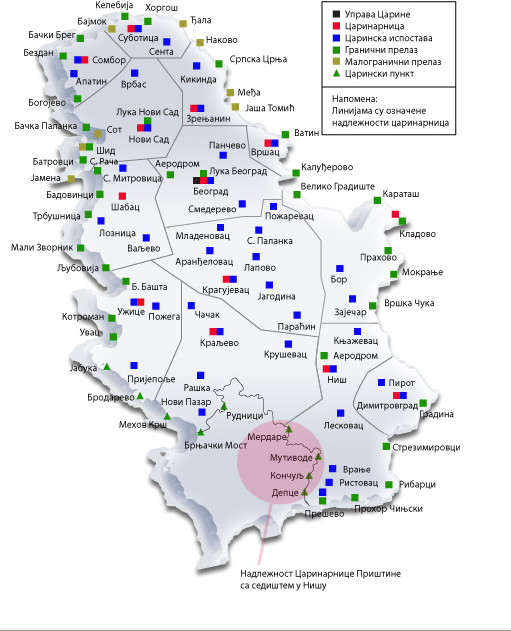 Келебија
Хоргош
Бајмок
Ђала
Суботица
Бачки Брег
Сента
Наково
Бездан
Сомбор
Српска Црња
Апатин
Врбас
Кикинда
Богојево
Међа
Лука Нови Сад
Зрењанин
Јаша Томић
Бачка Паланка
Сот
Нови Сад
Ватин
Шид
Панчево
Вршац
Батровци
С. Рача
Аеродром
Лука Београд
Калуђерово
Јамена
С. Митровица
Београд
Велико Градиште
Бадовинци
Шабац
Смедерево
Караташ
Трбушница
Пожаревац
Лозница
Младеновац
С. Паланка
Кладово
Мали Зворник
Ваљево
Аранђеловац
Лапово
Прахово
Љубовија
Бор
Мокрање
Б. Башта
Крагујевац
Јагодина
Ужице
Пожега
Чачак
Зајечар
Вршка Чука
Котроман
Параћин
Увац
Краљево
Књажевац
Крушевац
Аеродром
Јабука
Пријепоље
Рашка
Ниш
Пирот
Бродарево
Нови Пазар
Димитровград
Рудници
Градина
Мехов Крш
Лесковац
Брњачки Мост
Мердаре
Стрезимировци
Мутиводе
Врање
Кончуљ
Ристовац
Рибарци
Депце
Прешево
Прохор Чињски
Управа Царине
Царинарница
Царинска испостава
Гранични прелаз
Малогранични прелаз
Царински пункт
Напомена:
Линијама су означене
надлежности царинарница
Надлежност Царинарнице Приштине
са седиштем у Нишу